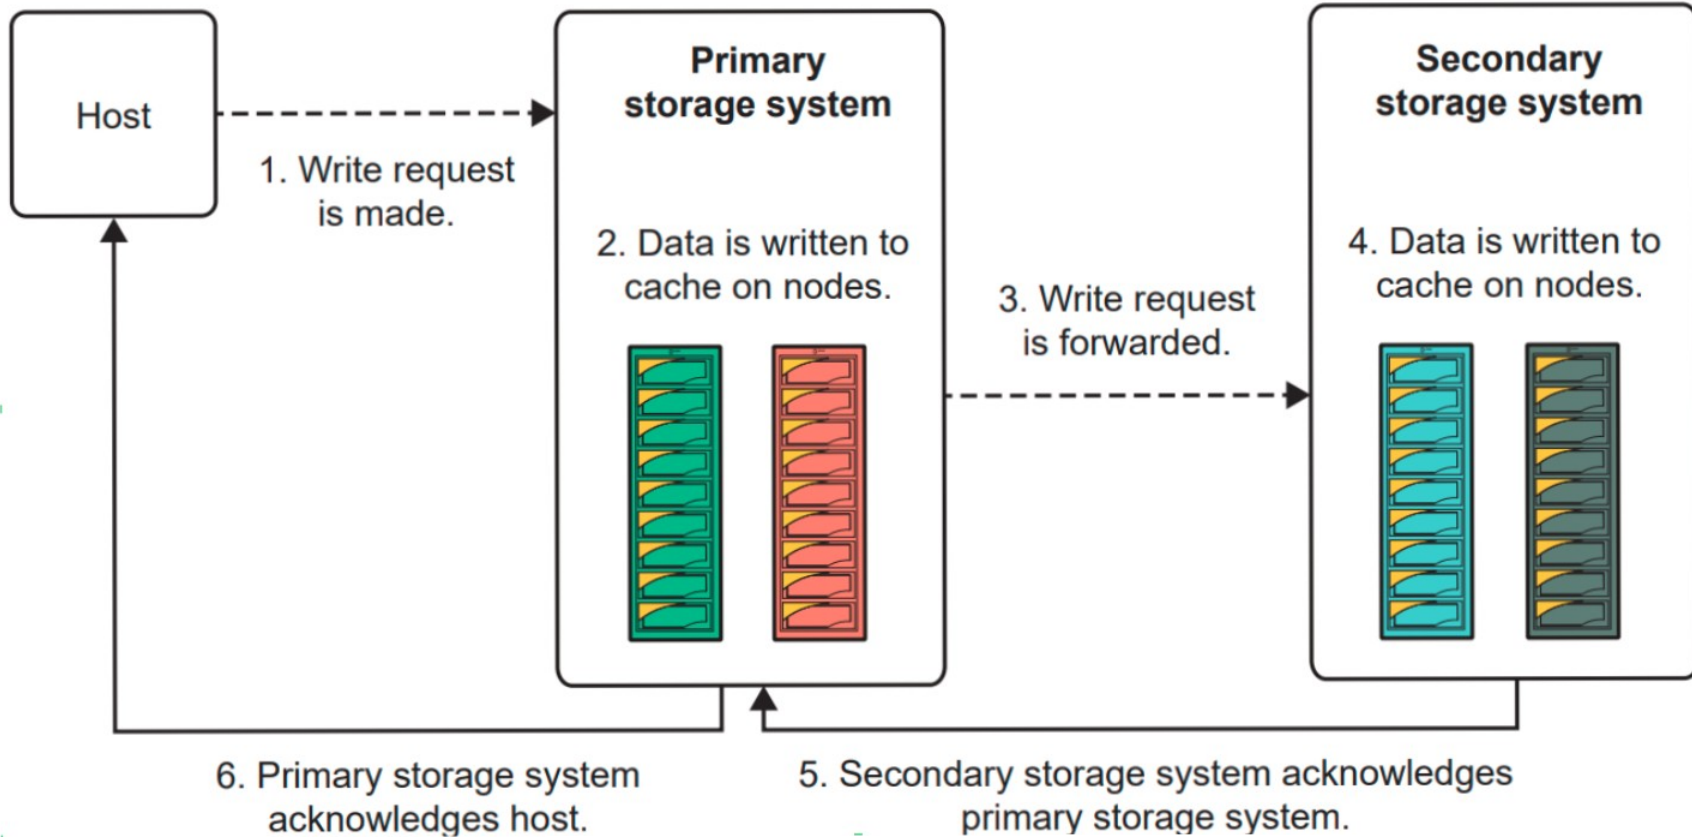 Host
1. Write request
is made.
Primary
storage system
2. Data is written to
cache on nodes.
3. Write request
is forwarded.
Secondary
storage system
4. Data is written to
cache on nodes.
6. Primary storage system
acknowledges host.
5. Secondary storage system acknowledges
primary storage system.